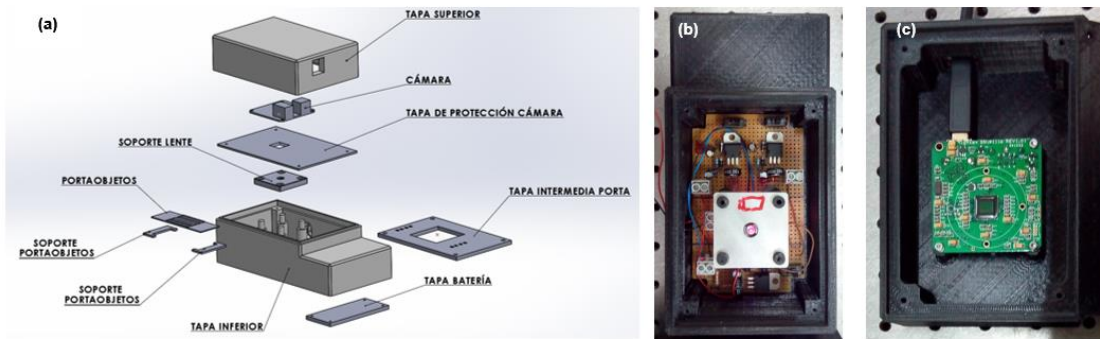 (a)
TAPA SUPERIOR
CÁMARA
TAPA DE PROTECCIÓN CÁMARA
SOPORTE LENTE
PORTAOBJETOS
TAPA INTERMEDIA PORTA
SOPORTE
PORTAOBJETOS
SOPORTE
PORTAOBJETOS
TAPA BATERÍA
TAPA INFERIOR
(b)
(c)